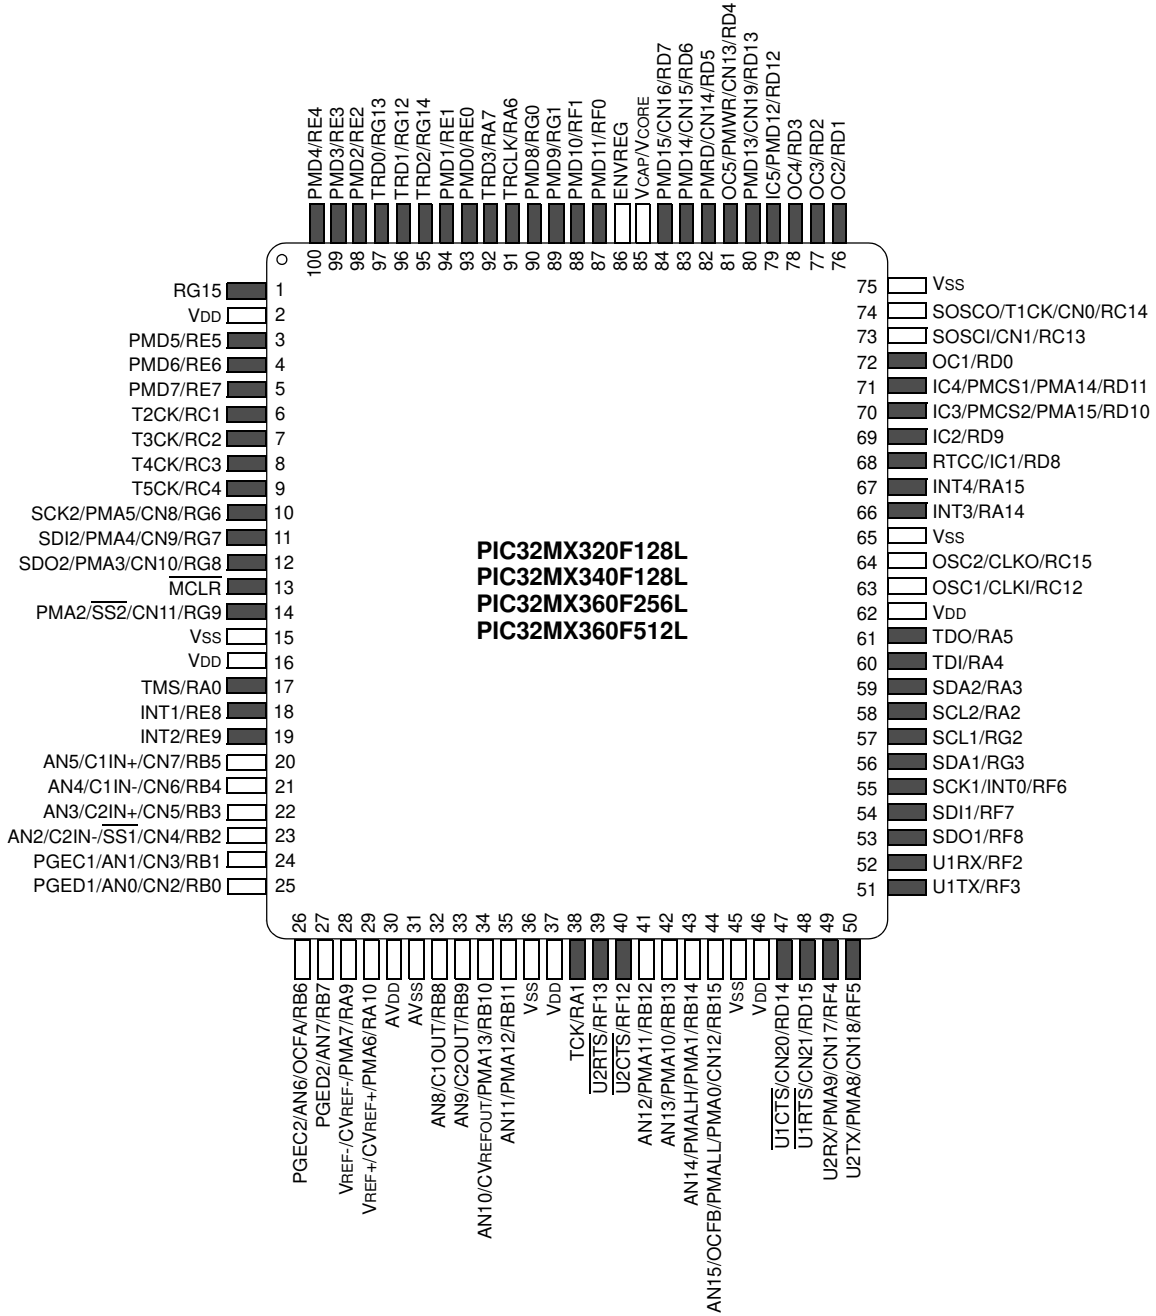 PMD4/RE4
PMD3/RE3
PMD2/RE2
TRD0/RG13
TRD1/RG12
TRD2/RG14
PMD1/RE1
PMD0/RE0
TRD3/RA7
TRCLK/RA6
PMD8/RG0
PMD9/RG1
PMD10/RF1
PMD11/RF0
ENVREG
VCAP/VCORE
PMD15/CN16/RD7
PMD14/CN15/RD6
PMRD/CN14/RD5
OC5/PMWR/CN13/RD4
PMD13/CN19/RD13
IC5/PMD12/RD12
OC4/RD3
OC3/RD2
OC2/RD1
100
99
98
97
96
95
94
93
92
91
90
89
88
87
86
85
84
83
82
81
80
79
78
77
76
RG15 1
VDD 2
PMD5/RE5 3
PMD6/RE6 4
PMD7/RE7 5
T2CK/RC1 6
T3CK/RC2 7
T4CK/RC3 8
T5CK/RC4 9
SCK2/PMA5/CN8/RG6 10
SDI2/PMA4/CN9/RG7 11
SDO2/PMA3/CN10/RG8 12
MCLR 13
PMA2/SS2/CN11/RG9 14
VSS 15
VDD 16
TMS/RA0 17
INT1/RE8 18
INT2/RE9 19
AN5/C1IN+/CN7/RB5 20
AN4/C1IN-/CN6/RB4 21
AN3/C2IN+/CN5/RB3 22
AN2/C2IN-/SS1/CN4/RB2 23
PGEC1/AN1/CN3/RB1 24
PGED1/AN0/CN2/RB0 25
PIC32MX320F128L
PIC32MX340F128L
PIC32MX360F256L
PIC32MX360F512L
75 VSS
74 SOSCO/T1CK/CN0/RC14
73 SOSCI/CN1/RC13
72 OC1/RD0
71 IC4/PMCS1/PMA14/RD11
70 IC3/PMCS2/PMA15/RD10
69 IC2/RD9
68 RTCC/IC1/RD8
67 INT4/RA15
66 INT3/RA14
65 VSS
64 OSC2/CLKO/RC15
63 OSC1/CLKI/RC12
62 VDD
61 TDO/RA5
60 TDI/RA4
59 SDA2/RA3
58 SCL2/RA2
57 SCL1/RG2
56 SDA1/RG3
55 SCK1/INT0/RF6
54 SDI1/RF7
53 SDO1/RF8
52 U1RX/RF2
51 U1TX/RF3
26
27
28
29
30
31
32
33
34
35
36
37
38
39
40
41
42
43
44
45
46
47
48
49
50
PGEC2/AN6/OCFA/RB6
PGED2/AN7/RB7
VREF-/CVREF-/PMA7/RA9
VREF+/CVREF+/PMA6/RA10
AVDD
AVSS
AN8/C1OUT/RB8
AN9/C2OUT/RB9
AN10/CVREFOUT/PMA13/RB10
AN11/PMA12/RB11
VSS
VDD
TCK/RA1
U2RTS/RF13
U2CTS/RF12
AN12/PMA11/RB12
AN13/PMA10/RB13
AN14/PMALH/PMA1/RB14
AN15/OCFB/PMALL/PMA0/CN12/RB15
VSS
VDD
U1CTS/CN20/RD14
U1RTS/CN21/RD15
U2RX/PMA9/CN17/RF4
U2TX/PMA8/CN18/RF5